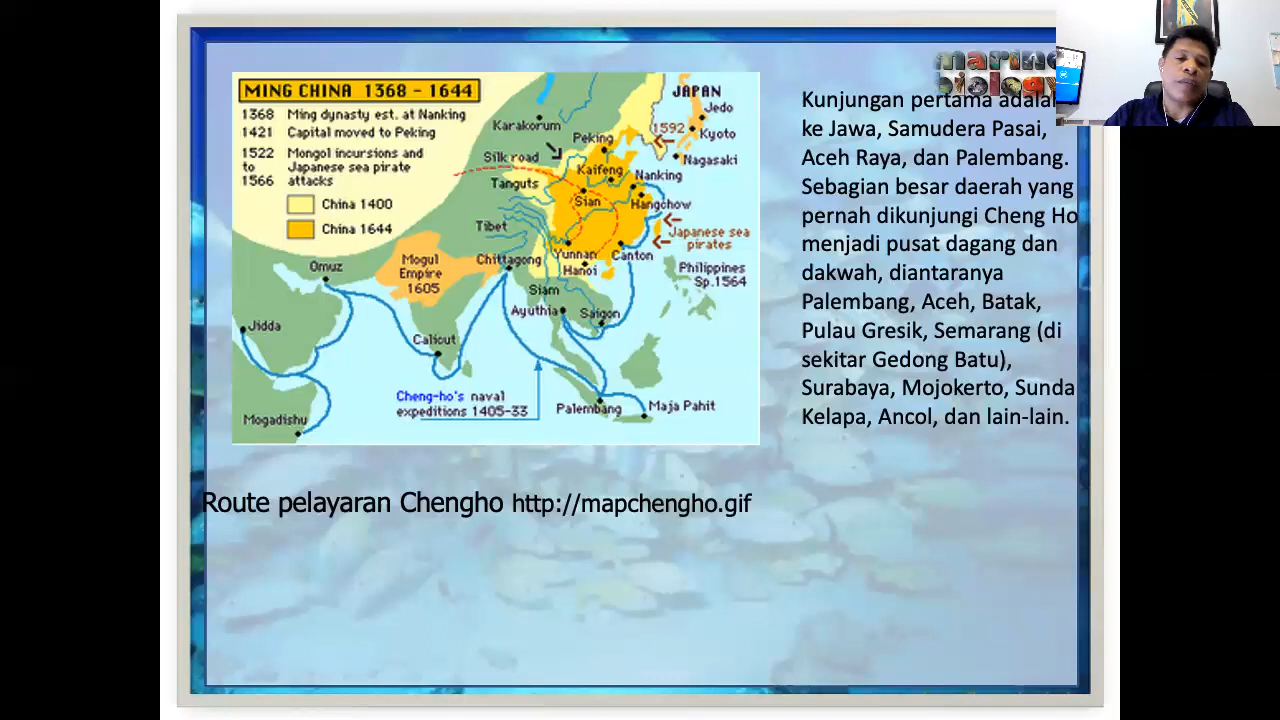 marine
biology
MING CHINA 1368 - 1644
1368 Ming dynasty est. at Nanking
1421 Capital moved to Peking
1522 Mongol incursions and
to Japanese sea pirate
1566 attacks
China 1400
China 1644
JAPAN
Jedo
Karakorum
Peking
1592
Kyoto
Silk road
Nagasaki
Kaifeng
Nanking
Tanguts
Sian
Hangchow
Tibet
Japanese sea
pirates
Yunnan
Canton
Omuz
Mogul
Empire
1605
Chittagong
Hanoi
Philippines
Sp.1564
Siam
Ayuthia
Saigon
Jidda
Calicut
Cheng-ho's naval
expeditions 1405-33
Palembang
Maja Pahit
Mogadishu
Kunjungan pertama adalah
ke Jawa, Samudera Pasai,
Aceh Raya, dan Palembang.
Sebagian besar daerah yang
pernah dikunjungi Cheng Ho
menjadi pusat dagang dan
dakwah, diantaranya
Palembang, Aceh, Batak,
Pulau Gresik, Semarang (di
sekitar Gedong Batu),
Surabaya, Mojokerto, Sunda
Kelapa, Ancol, dan lain-lain.
Route pelayaran Chengho http://mapchengho.gif